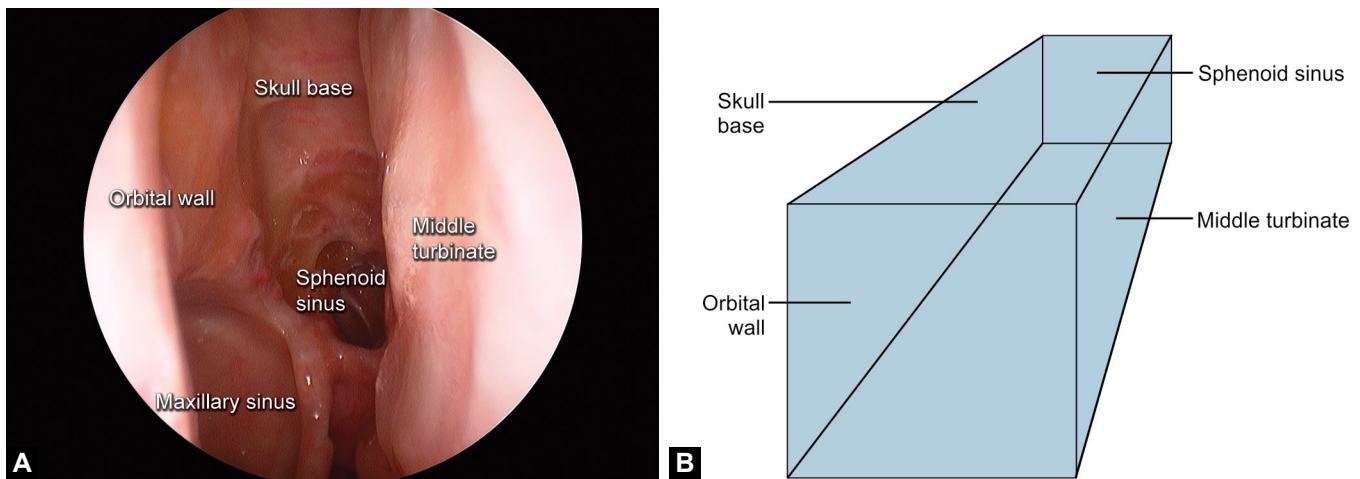 Skull base
Orbital wall
Middle
turbinate
Sphenoid
sinus
Maxillary sinus
A
Skull
base
Sphenoid sinus
Middle turbinate
Orbital
wall
B